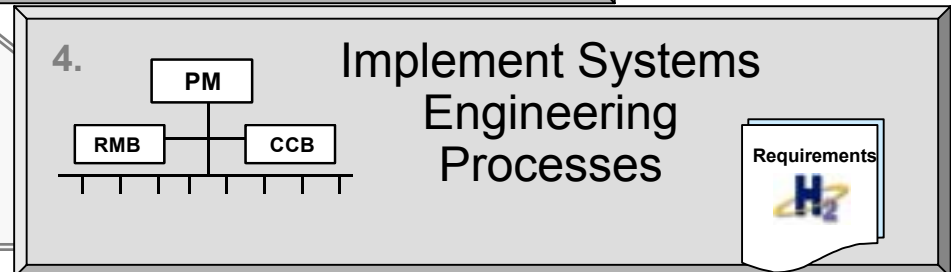 4.
PM
RMB
CCB
Implement Systems
Engineering
Processes
Requirements
H2